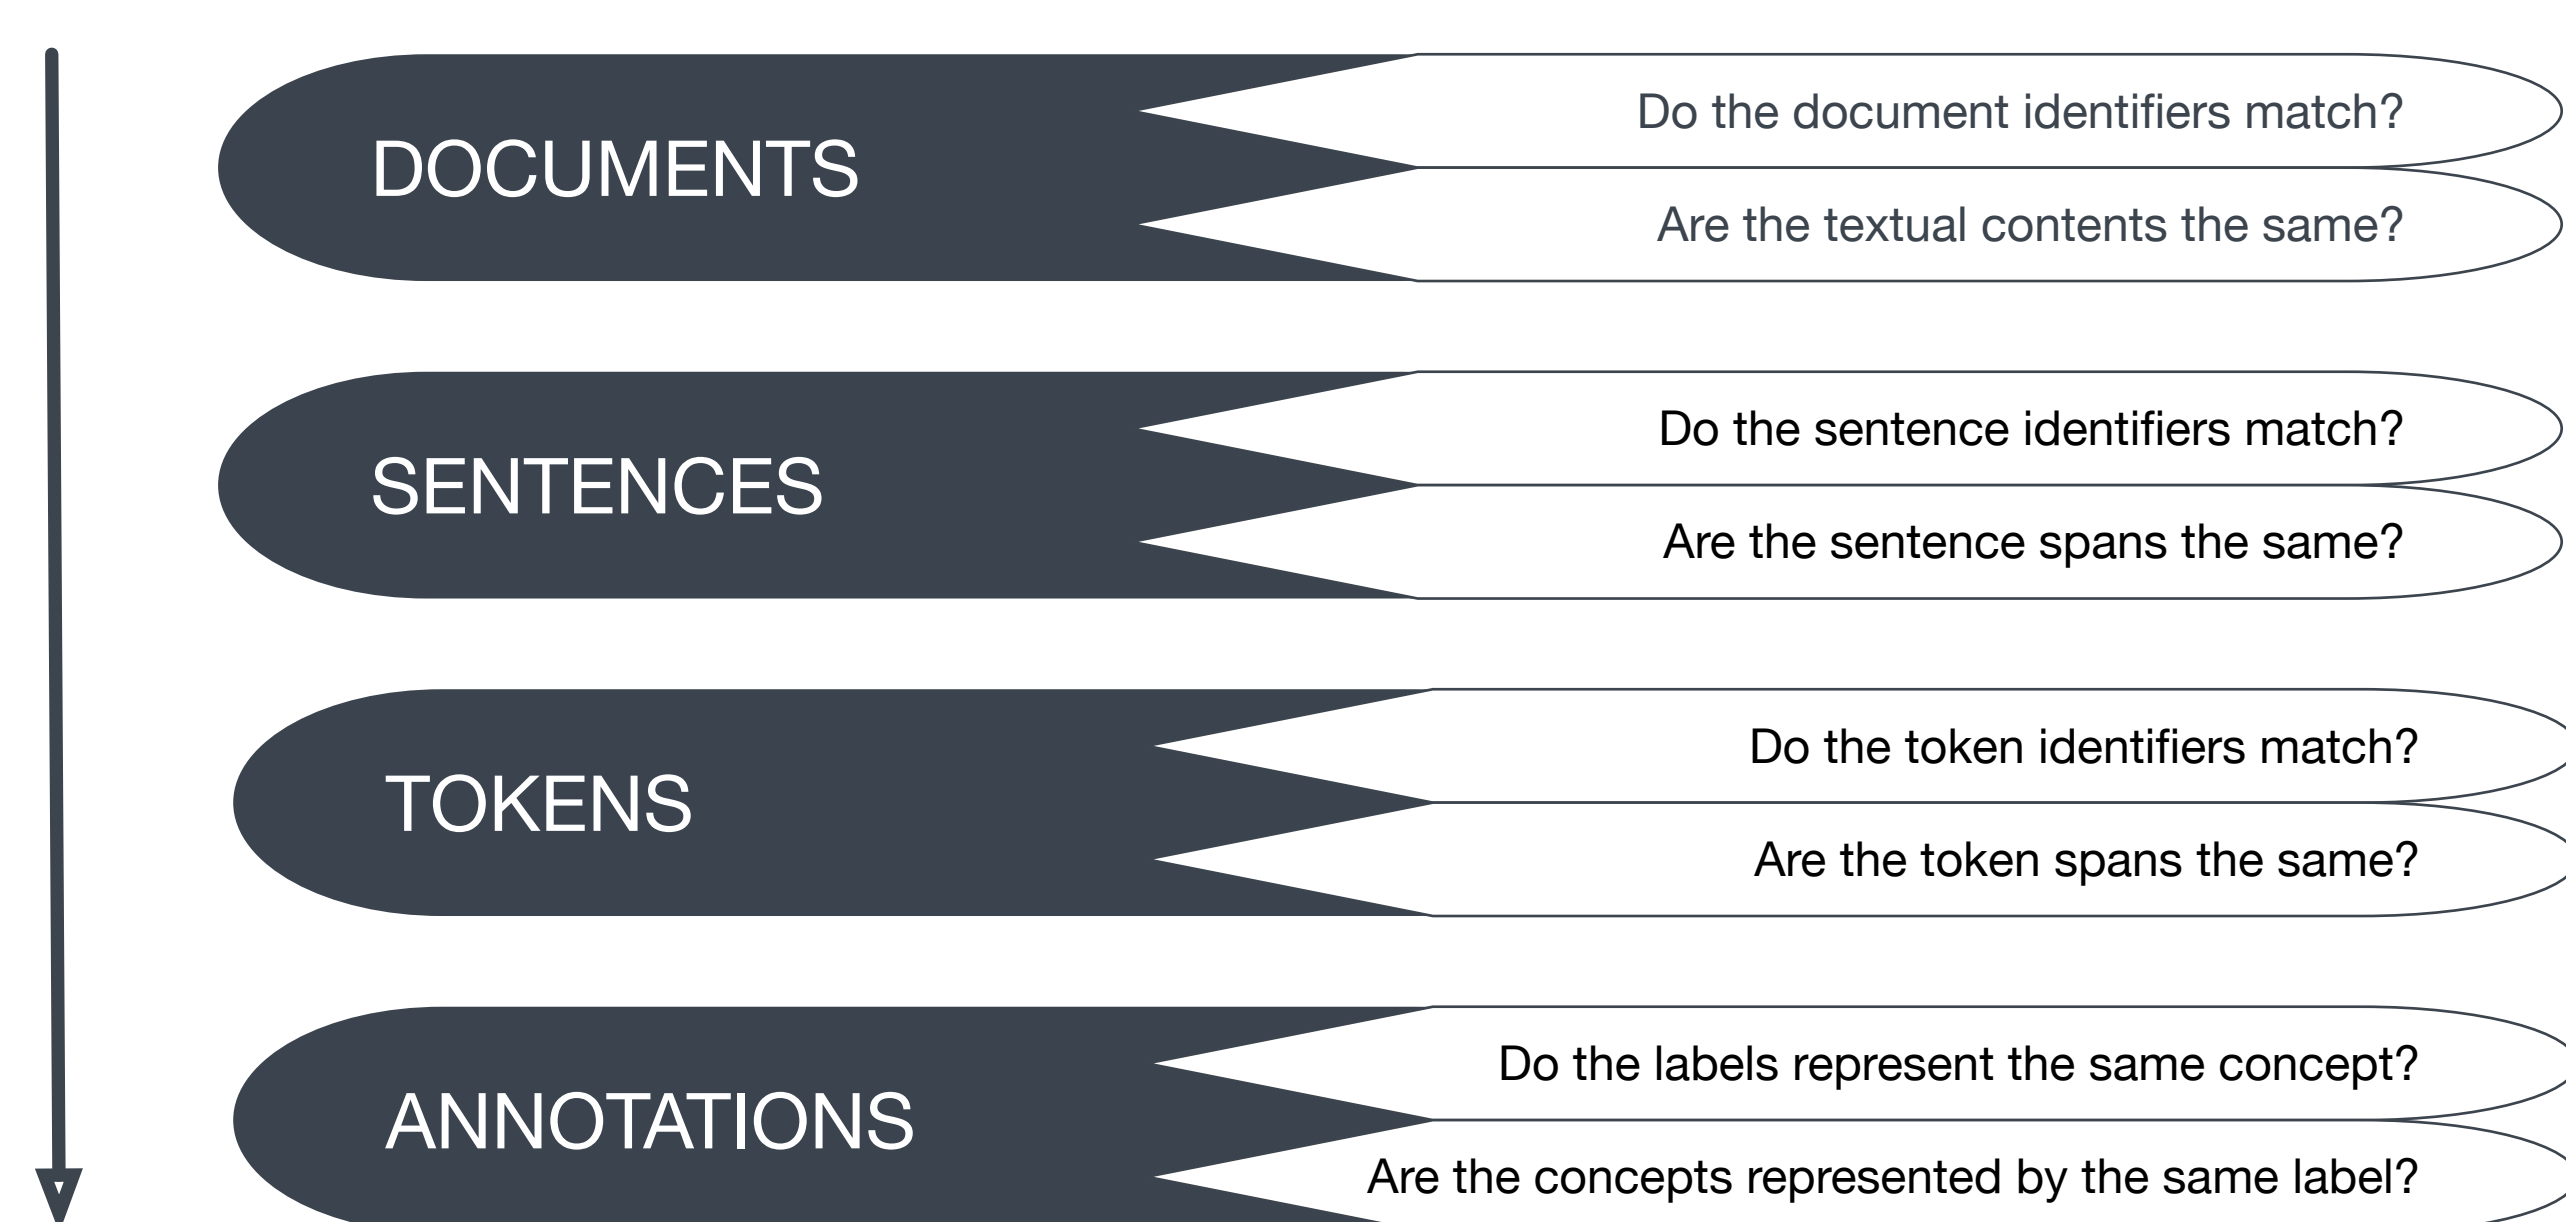 DOCUMENTS
Do the document identifiers match?
Are the textual contents the same?
SENTENCES
Do the sentence identifiers match?
Are the sentence spans the same?
TOKENS
Do the token identifiers match?
Are the token spans the same?
ANNOTATIONS
Do the labels represent the same concept?
Are the concepts represented by the same label?